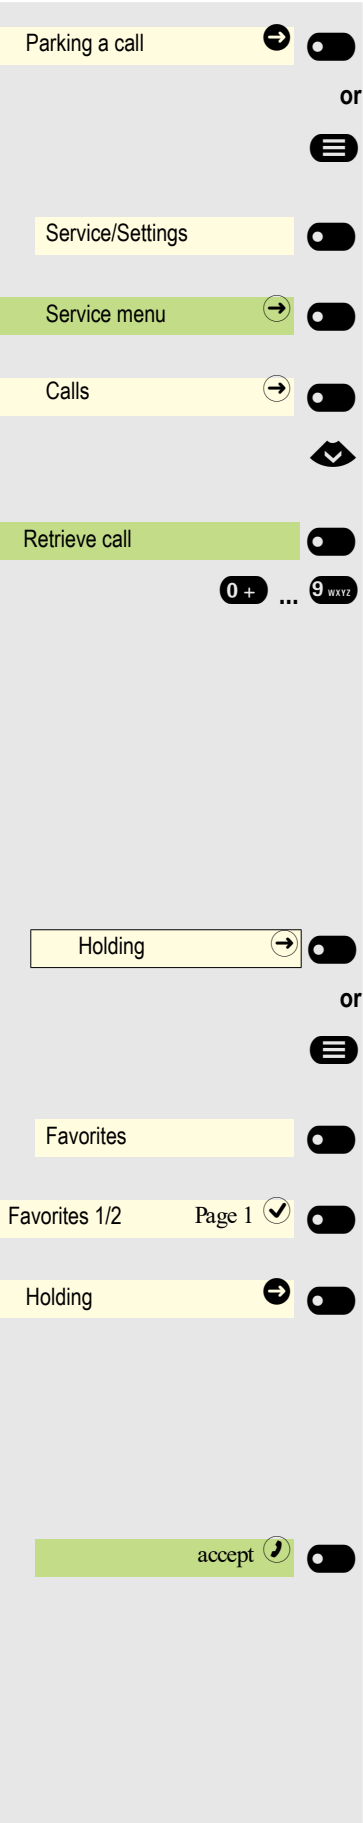 Parking a call
or
Service/Settings
Service menu
Calls
Retrieve call
0 + ... 9 WXYZ
Holding
or
Favorites
Favorites 1/2 Page 1
Holding
accept